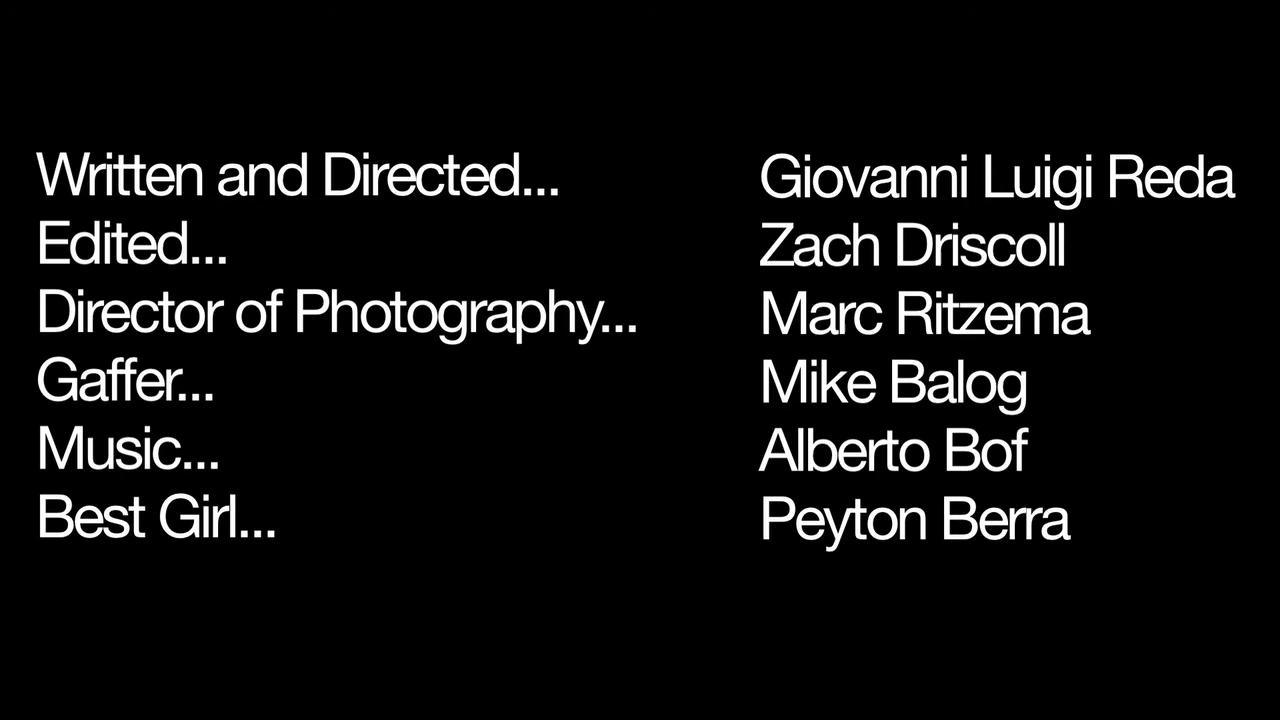 Written and Directed... Giovanni Luigi Reda
Edited... Zach Driscoll
Director of Photography... Marc Ritzema
Gaffer... Mike Balog
Music... Alberto Bof
Best Girl... Peyton Berra